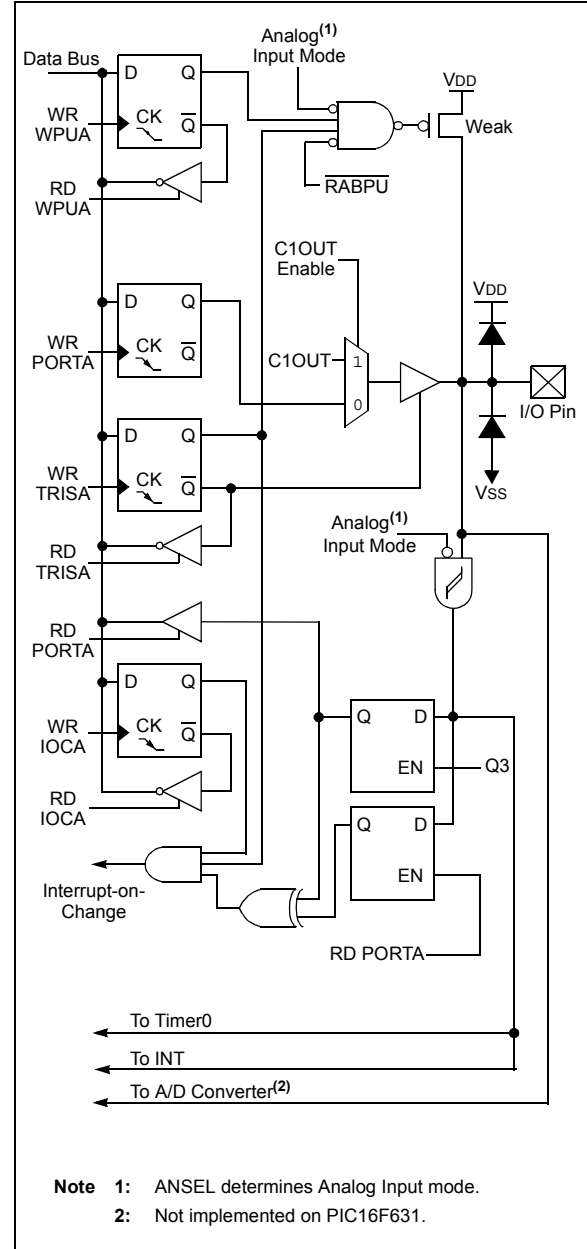 Analog(1)
Input Mode
Data Bus
D Q
VDD
WR
WPUA
CK
Q
Weak
RD
WPUA
RABPU
C1OUT
Enable
D Q
VDD
WR
PORTA
CK
Q
C1OUT
1
0
I/O Pin
D Q
WR
TRISA
CK
Q
VSS
Analog(1)
Input Mode
RD
TRISA
RD
PORTA
D Q
Q D
WR
IOCA
CK
Q
EN
Q3
RD
IOCA
Q D
EN
Interrupt-on-
Change
RD PORTA
To Timer0
To INT
To A/D Converter(2)
Note 1: ANSEL determines Analog Input mode.
2: Not implemented on PIC16F631.